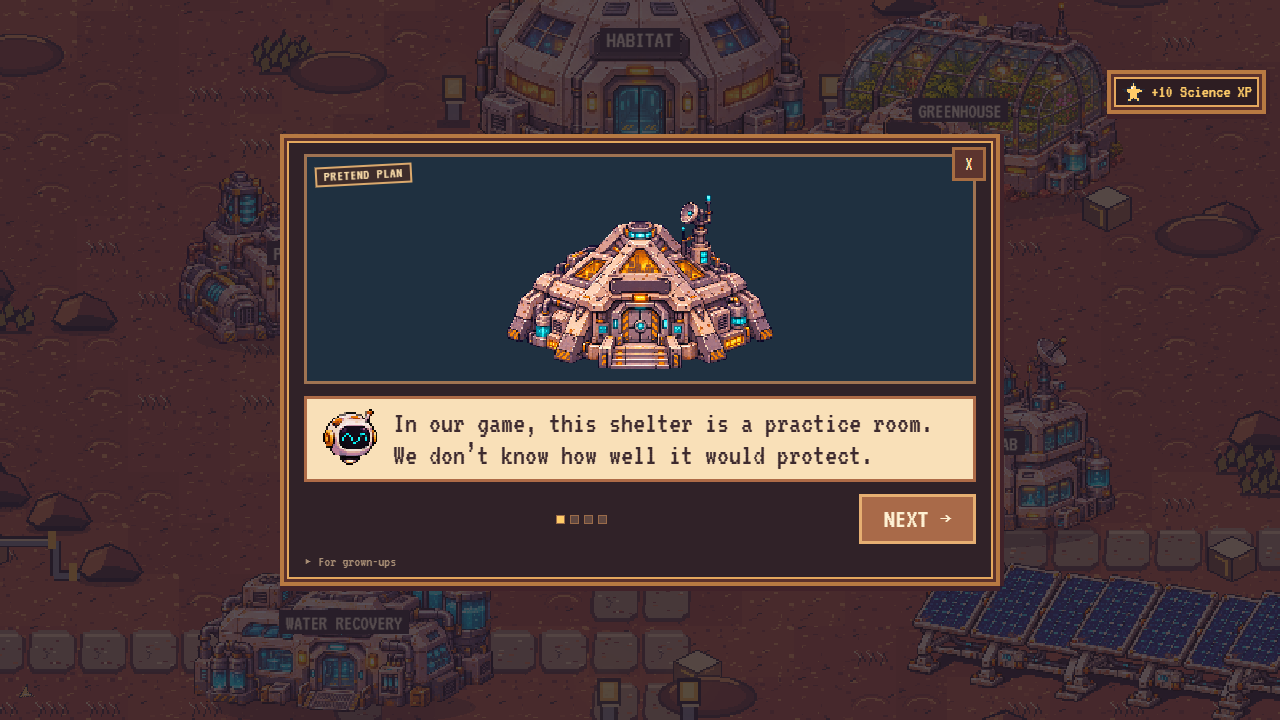 HABITAT
+10 Science XP
GREENHOUSE
X
PRETEND PLAN
In our game, this shelter is a practice room.
We don't know how well it would protect.
NEXT →
▸ For grown-ups
WATER RECOVERY